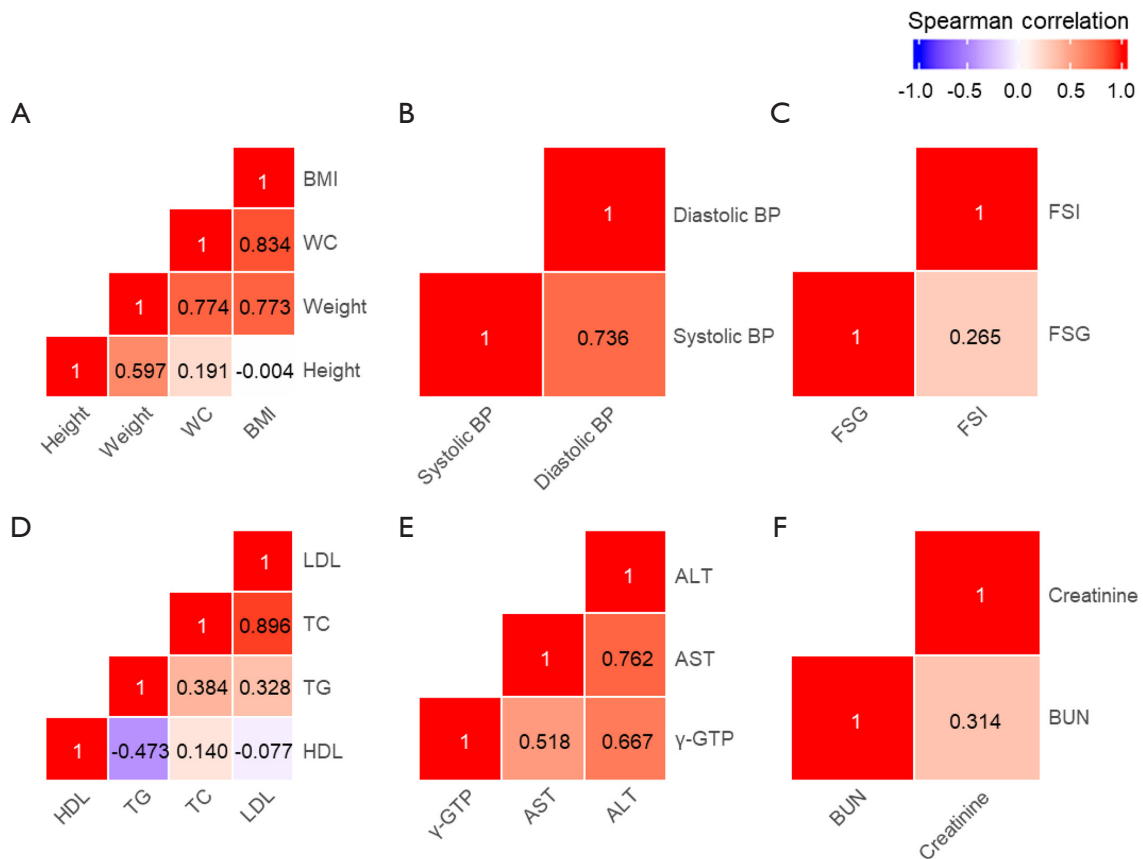 Spearman correlation
-1.0 -0.5 0.0 0.5 1.0
A
1 BMI
1 0.834 WC
1 0.774 0.773 Weight
1 0.597 0.191 -0.004 Height
Height Weight WC BMI
B
1 Diastolic BP
1 0.736 Systolic BP
Systolic BP Diastolic BP
C
1 FSI
1 0.265 FSG
FSG FSI
D
1 LDL
1 0.896 TC
1 0.384 0.328 TG
1 -0.473 0.140 -0.077 HDL
HDL TG TC LDL
E
1 ALT
1 0.762 AST
1 0.518 0.667 γ-GTP
γ-GTP AST ALT
F
1 Creatinine
1 0.314 BUN
BUN Creatinine